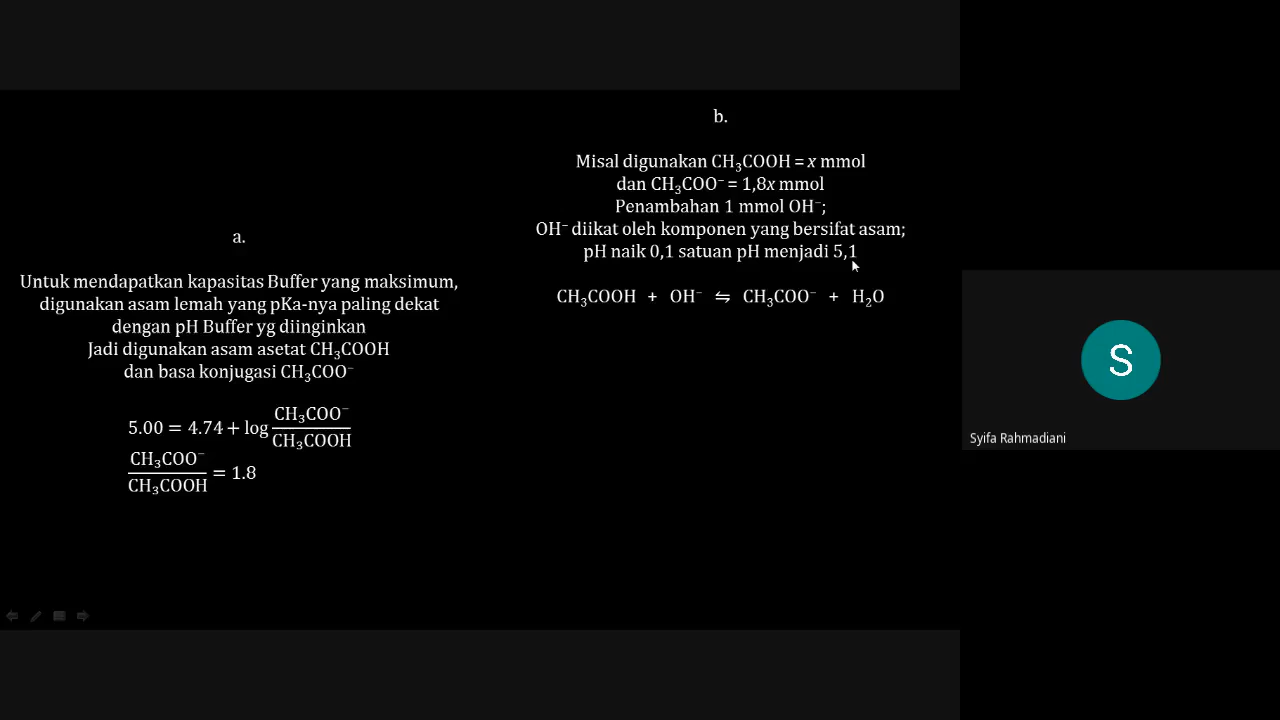 a.
Untuk mendapatkan kapasitas Buffer yang maksimum,
digunakan asam lemah yang pKa-nya paling dekat
dengan pH Buffer yg diinginkan
Jadi digunakan asam asetat CH₃COOH
dan basa konjugasi CH₃COO⁻
5.00 = 4.74 + log CH₃COO⁻/CH₃COOH
CH₃COO⁻/CH₃COOH = 1.8
b.
Misal digunakan CH₃COOH = x mmol
dan CH₃COO⁻ = 1,8x mmol
Penambahan 1 mmol OH⁻;
OH⁻ diikat oleh komponen yang bersifat asam;
pH naik 0,1 satuan pH menjadi 5,1
CH₃COOH + OH⁻ ⇋ CH₃COO⁻ + H₂O
S
Syifa Rahmadiani